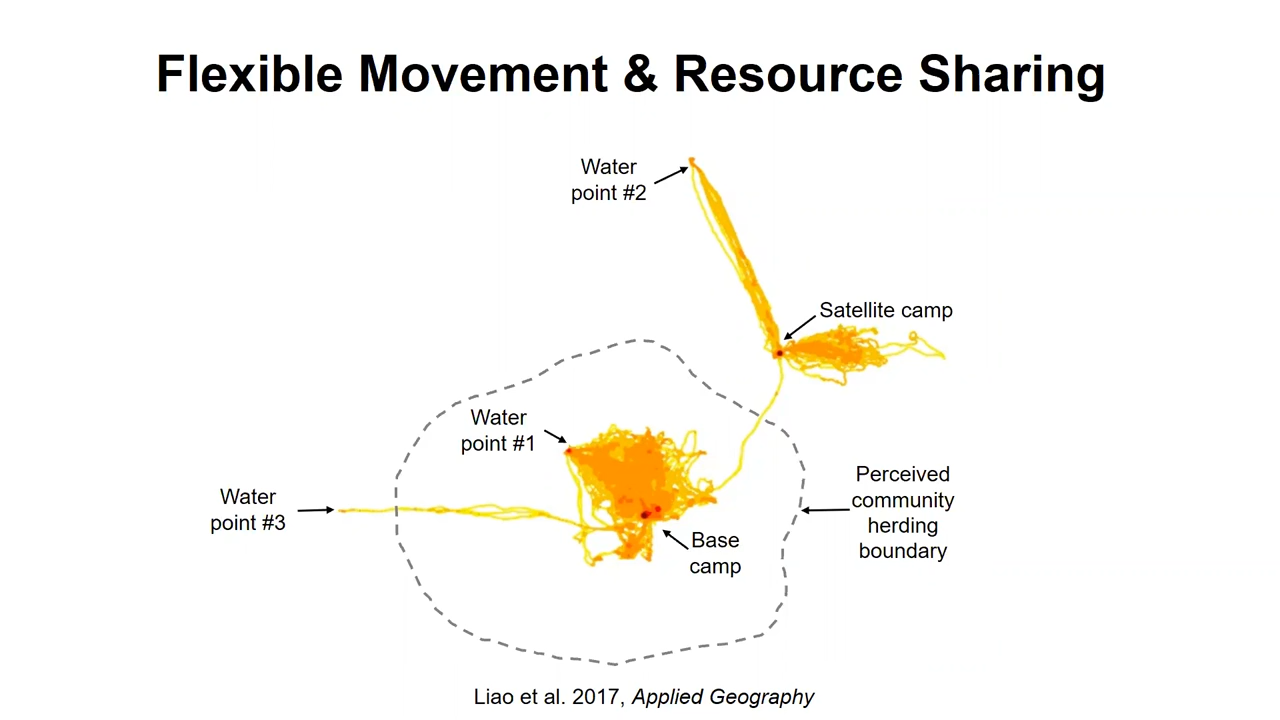 Flexible Movement & Resource Sharing
Water
point #2
Satellite camp
Water
point #1
Perceived
community
herding
boundary
Water
point #3
Base
camp
Liao et al. 2017, Applied Geography